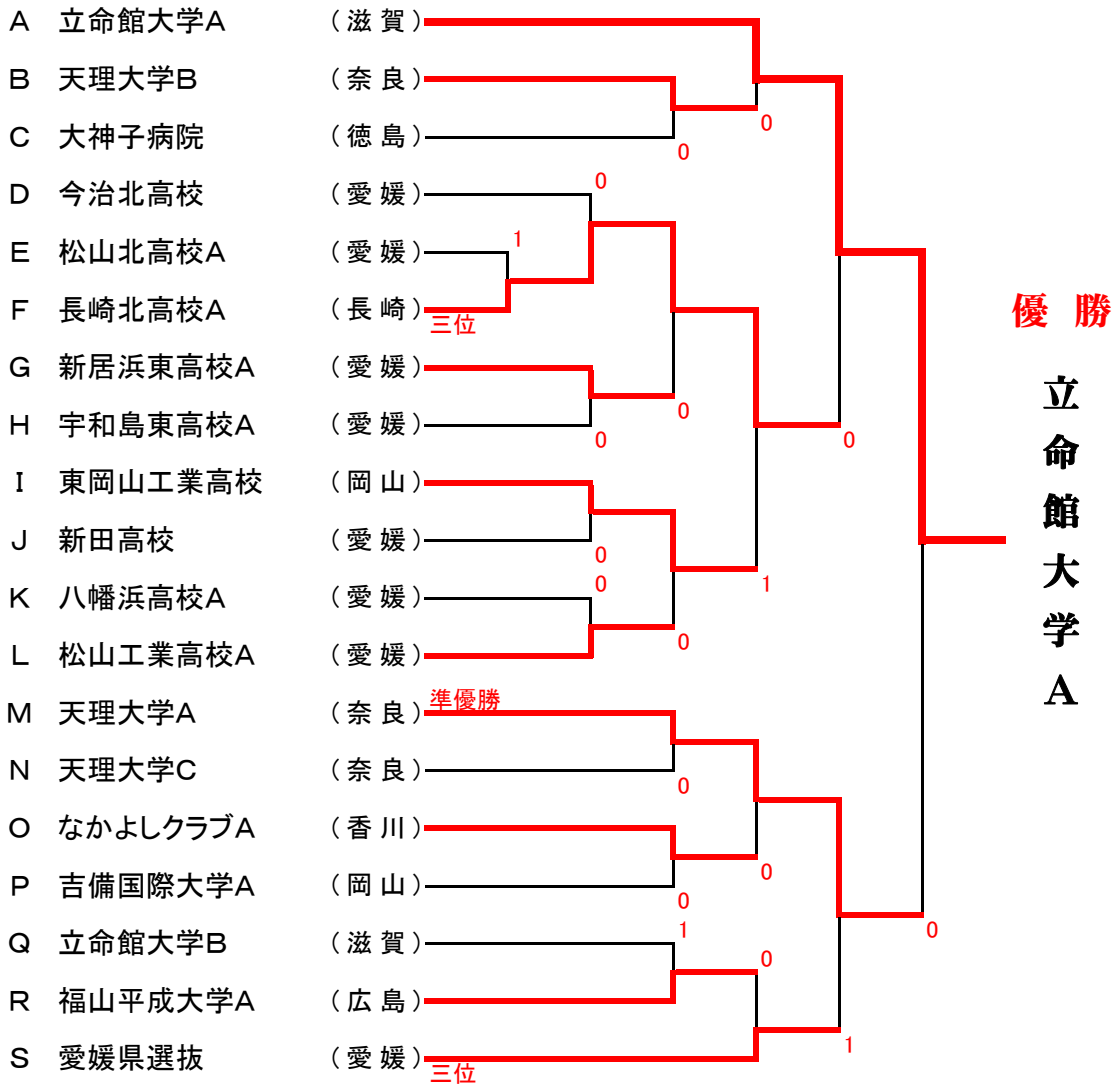 A 立命館大学A （滋賀）
B 天理大学B （奈良）
0
C 大神子病院 （徳島）
0
D 今治北高校 （愛媛）
0
E 松山北高校A （愛媛）
1
F 長崎北高校A （長崎）
三位
優勝
G 新居浜東高校A （愛媛）
0
H 宇和島東高校A （愛媛）
0
0
I 東岡山工業高校 （岡山）
J 新田高校 （愛媛）
0
0
1
K 八幡浜高校A （愛媛）
0
L 松山工業高校A （愛媛）
立命館大学A
準優勝
M 天理大学A （奈良）
N 天理大学C （奈良）
0
O なかよしクラブA （香川）
0
P 吉備国際大学A （岡山）
0
1
0
Q 立命館大学B （滋賀）
0
R 福山平成大学A （広島）
1
S 愛媛県選抜 （愛媛）
三位